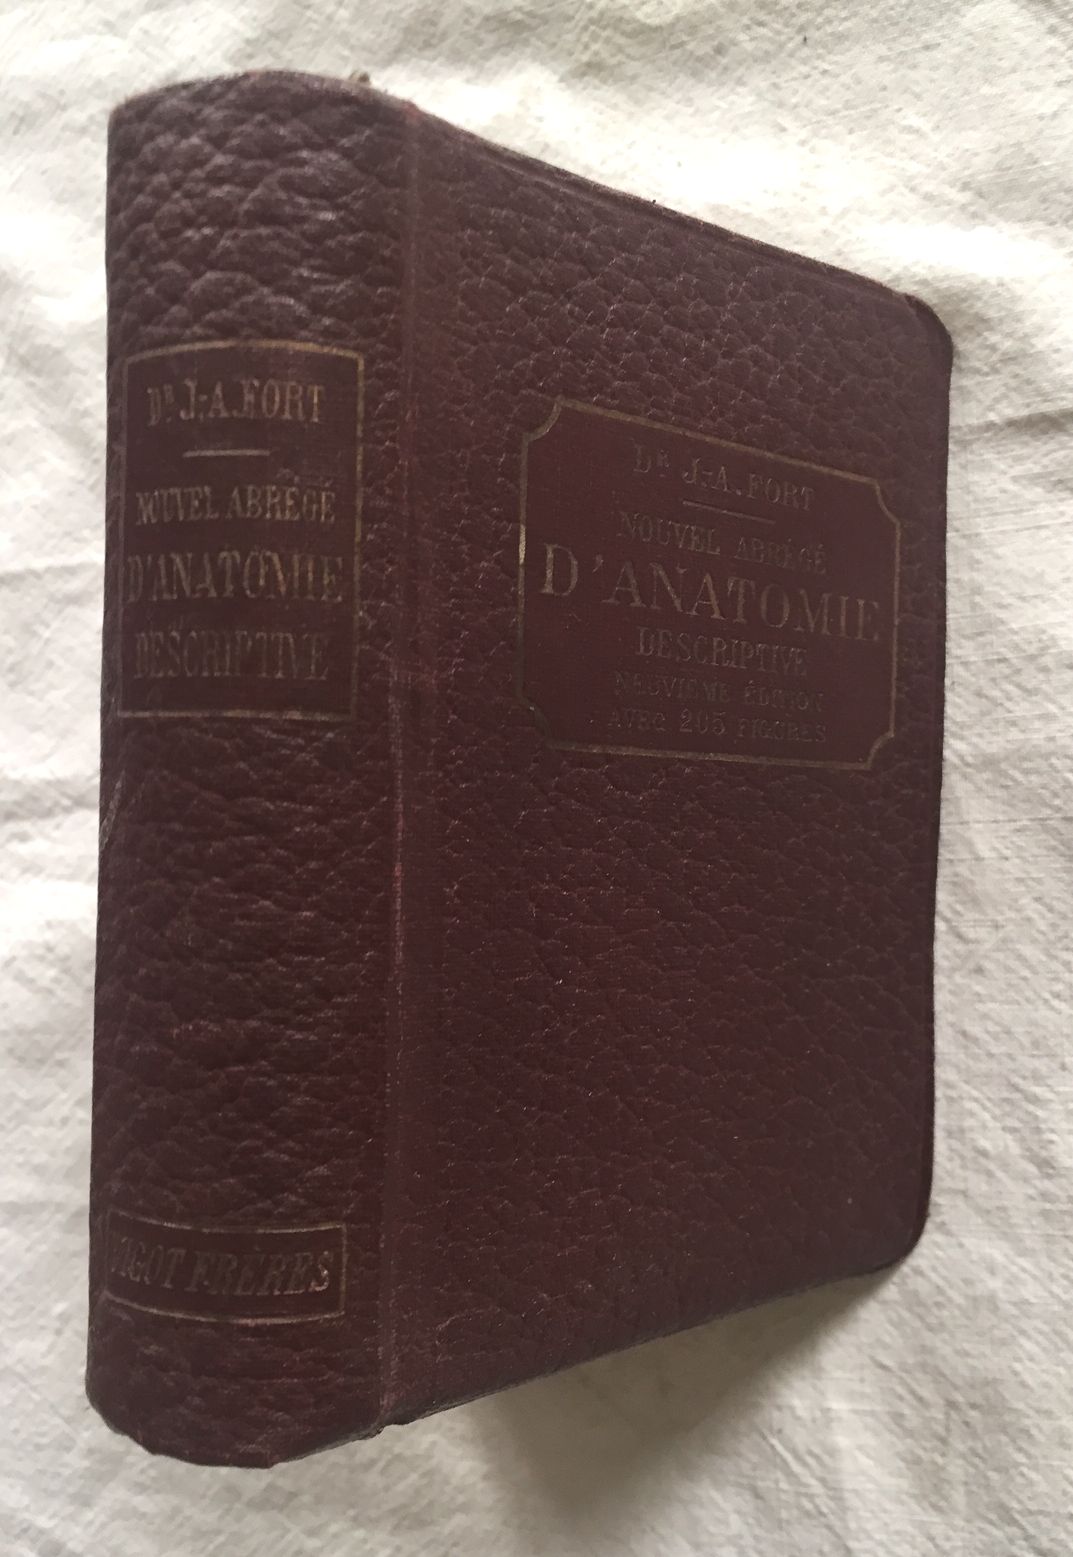 DR J.-A. FORT
NOUVEL ABRÉGÉ
D'ANATOMIE
DESCRIPTIVE
VIGOT FRÈRES
DR J.-A. FORT
NOUVEL ABRÉGÉ
D'ANATOMIE
DESCRIPTIVE
NEUVIÈME ÉDITION
AVEC 205 FIGURES